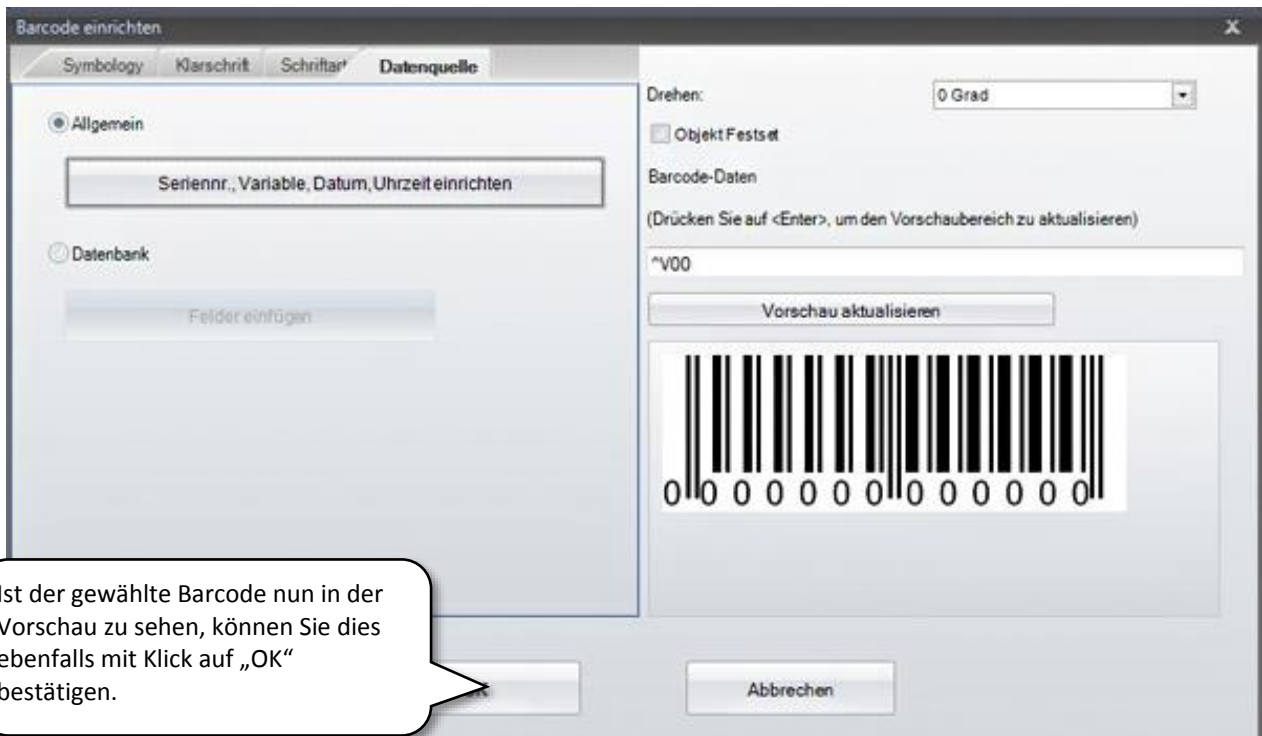 Barcode einrichten
x
Symbology Klarschrift Schriftart Datenquelle
Allgemein
Seriennr., Variable, Datum, Uhrzeit einrichten
Datenbank
Felder einfügen
Drehen: 0 Grad
Objekt Festset
Barcode-Daten
(Drücken Sie auf <Enter>, um den Vorschaubereich zu aktualisieren)
^V00
Vorschau aktualisieren
0 000000 000000
Ist der gewählte Barcode nun in der
Vorschau zu sehen, können Sie dies
ebenfalls mit Klick auf „OK“
bestätigen.
Abbrechen